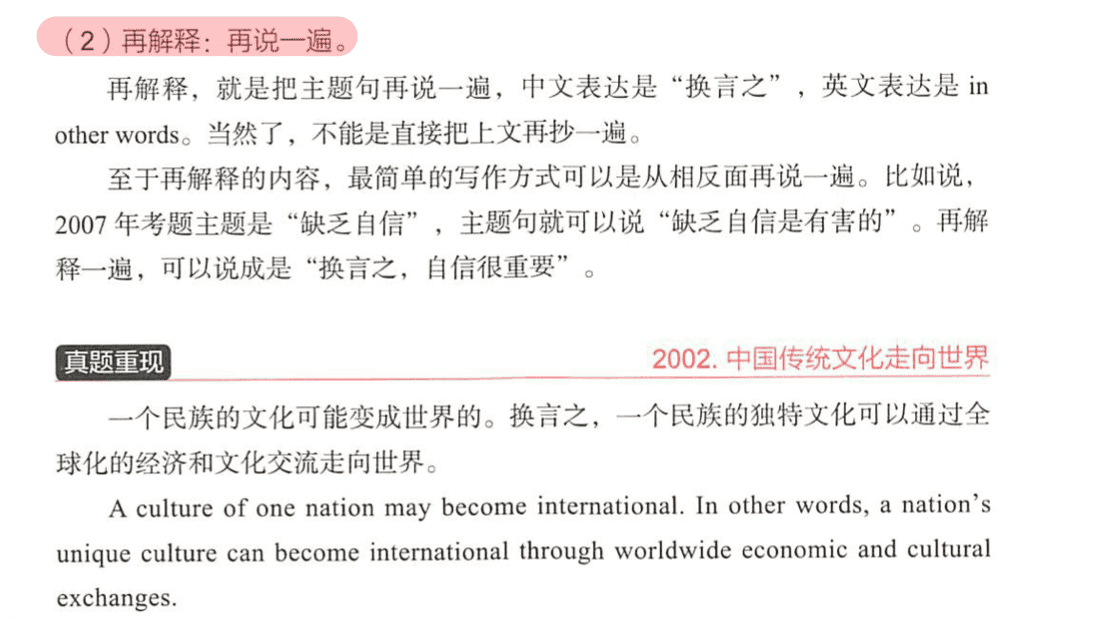 （2）再解释：再说一遍。
再解释，就是把主题句再说一遍，中文表达是“换言之”，英文表达是 in
other words。当然了，不能是直接把上文再抄一遍。
至于再解释的内容，最简单的写作方式可以是从相反面再说一遍。比如说，
2007 年考题主题是“缺乏自信”，主题句就可以说“缺乏自信是有害的”。再解
释一遍，可以说成是“换言之，自信很重要”。
真题重现
2002. 中国传统文化走向世界
一个民族的文化可能变成世界的。换言之，一个民族的独特文化可以通过全
球化的经济和文化交流走向世界。
A culture of one nation may become international. In other words, a nation’s
unique culture can become international through worldwide economic and cultural
exchanges.